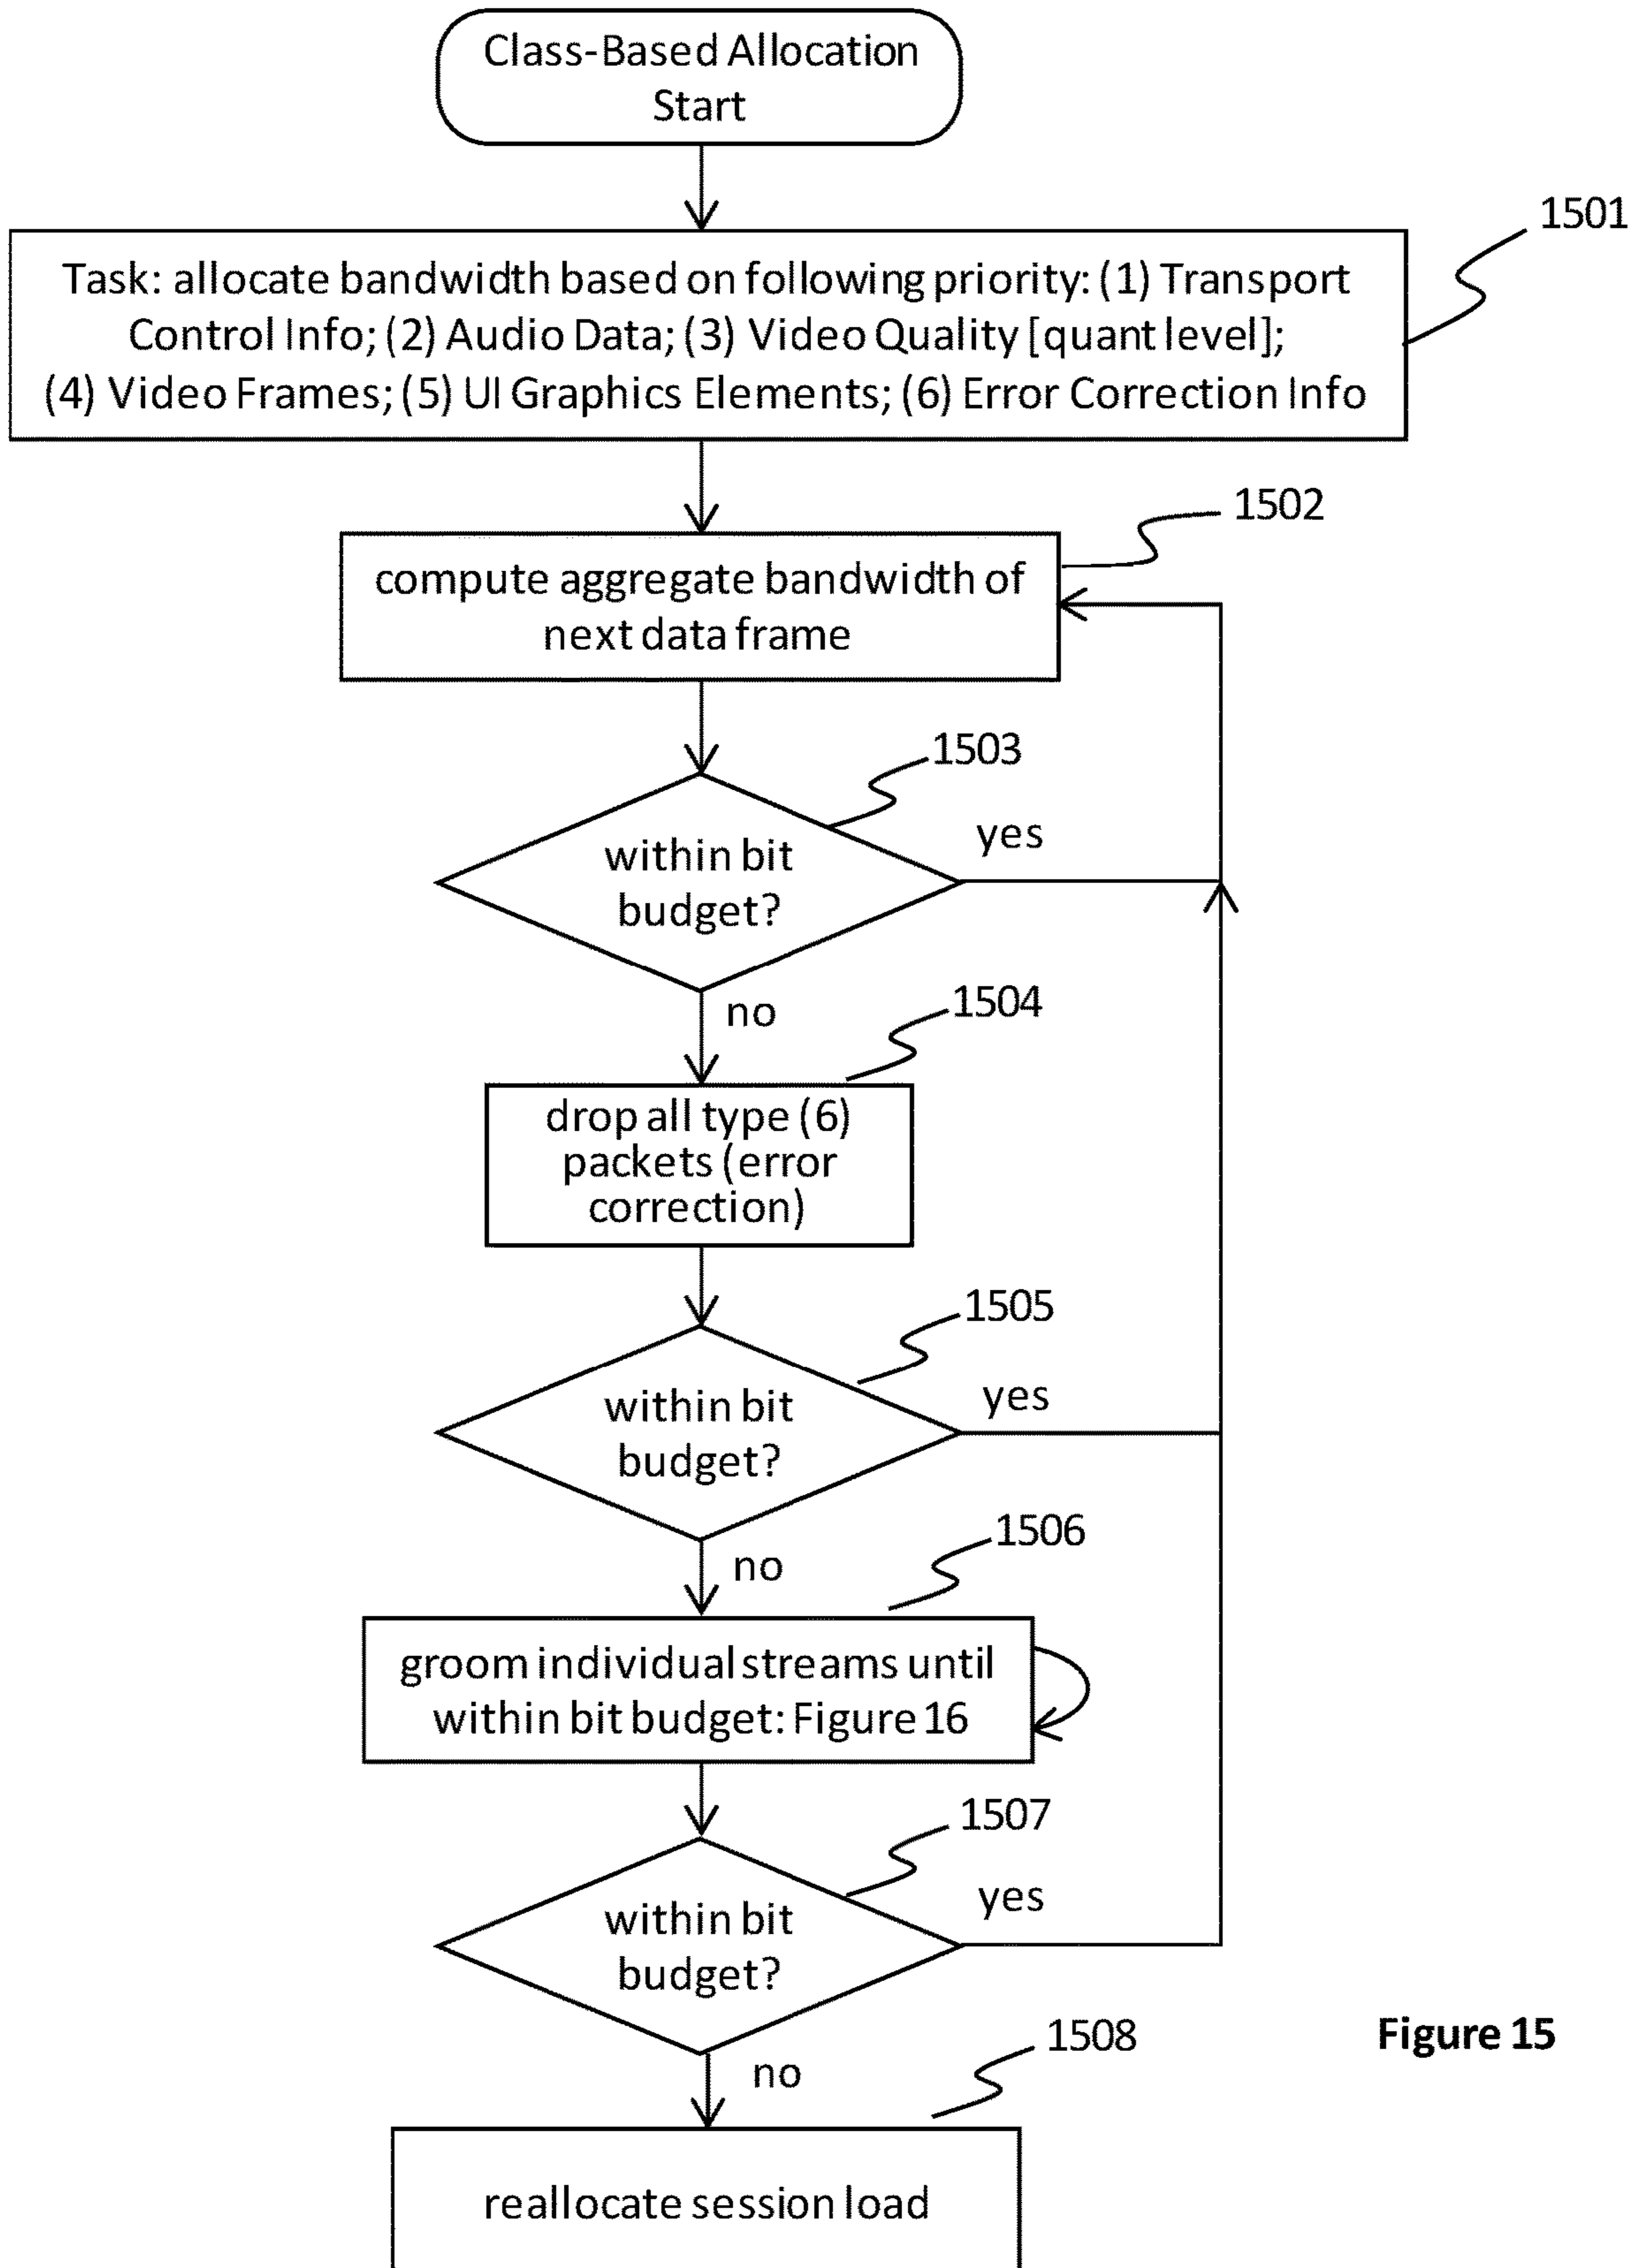 Class-Based Allocation
Start
1501
Task: allocate bandwidth based on following priority: (1) Transport
Control Info; (2) Audio Data; (3) Video Quality [quant level];
(4) Video Frames; (5) UI Graphics Elements; (6) Error Correction Info
1502
compute aggregate bandwidth of
next data frame
1503
yes
within bit
budget?
no
1504
drop all type (6)
packets (error
correction)
1505
yes
within bit
budget?
1506
no
groom individual streams until
within bit budget: Figure 16
1507
yes
within bit
budget?
1508
Figure 15
no
reallocate session load